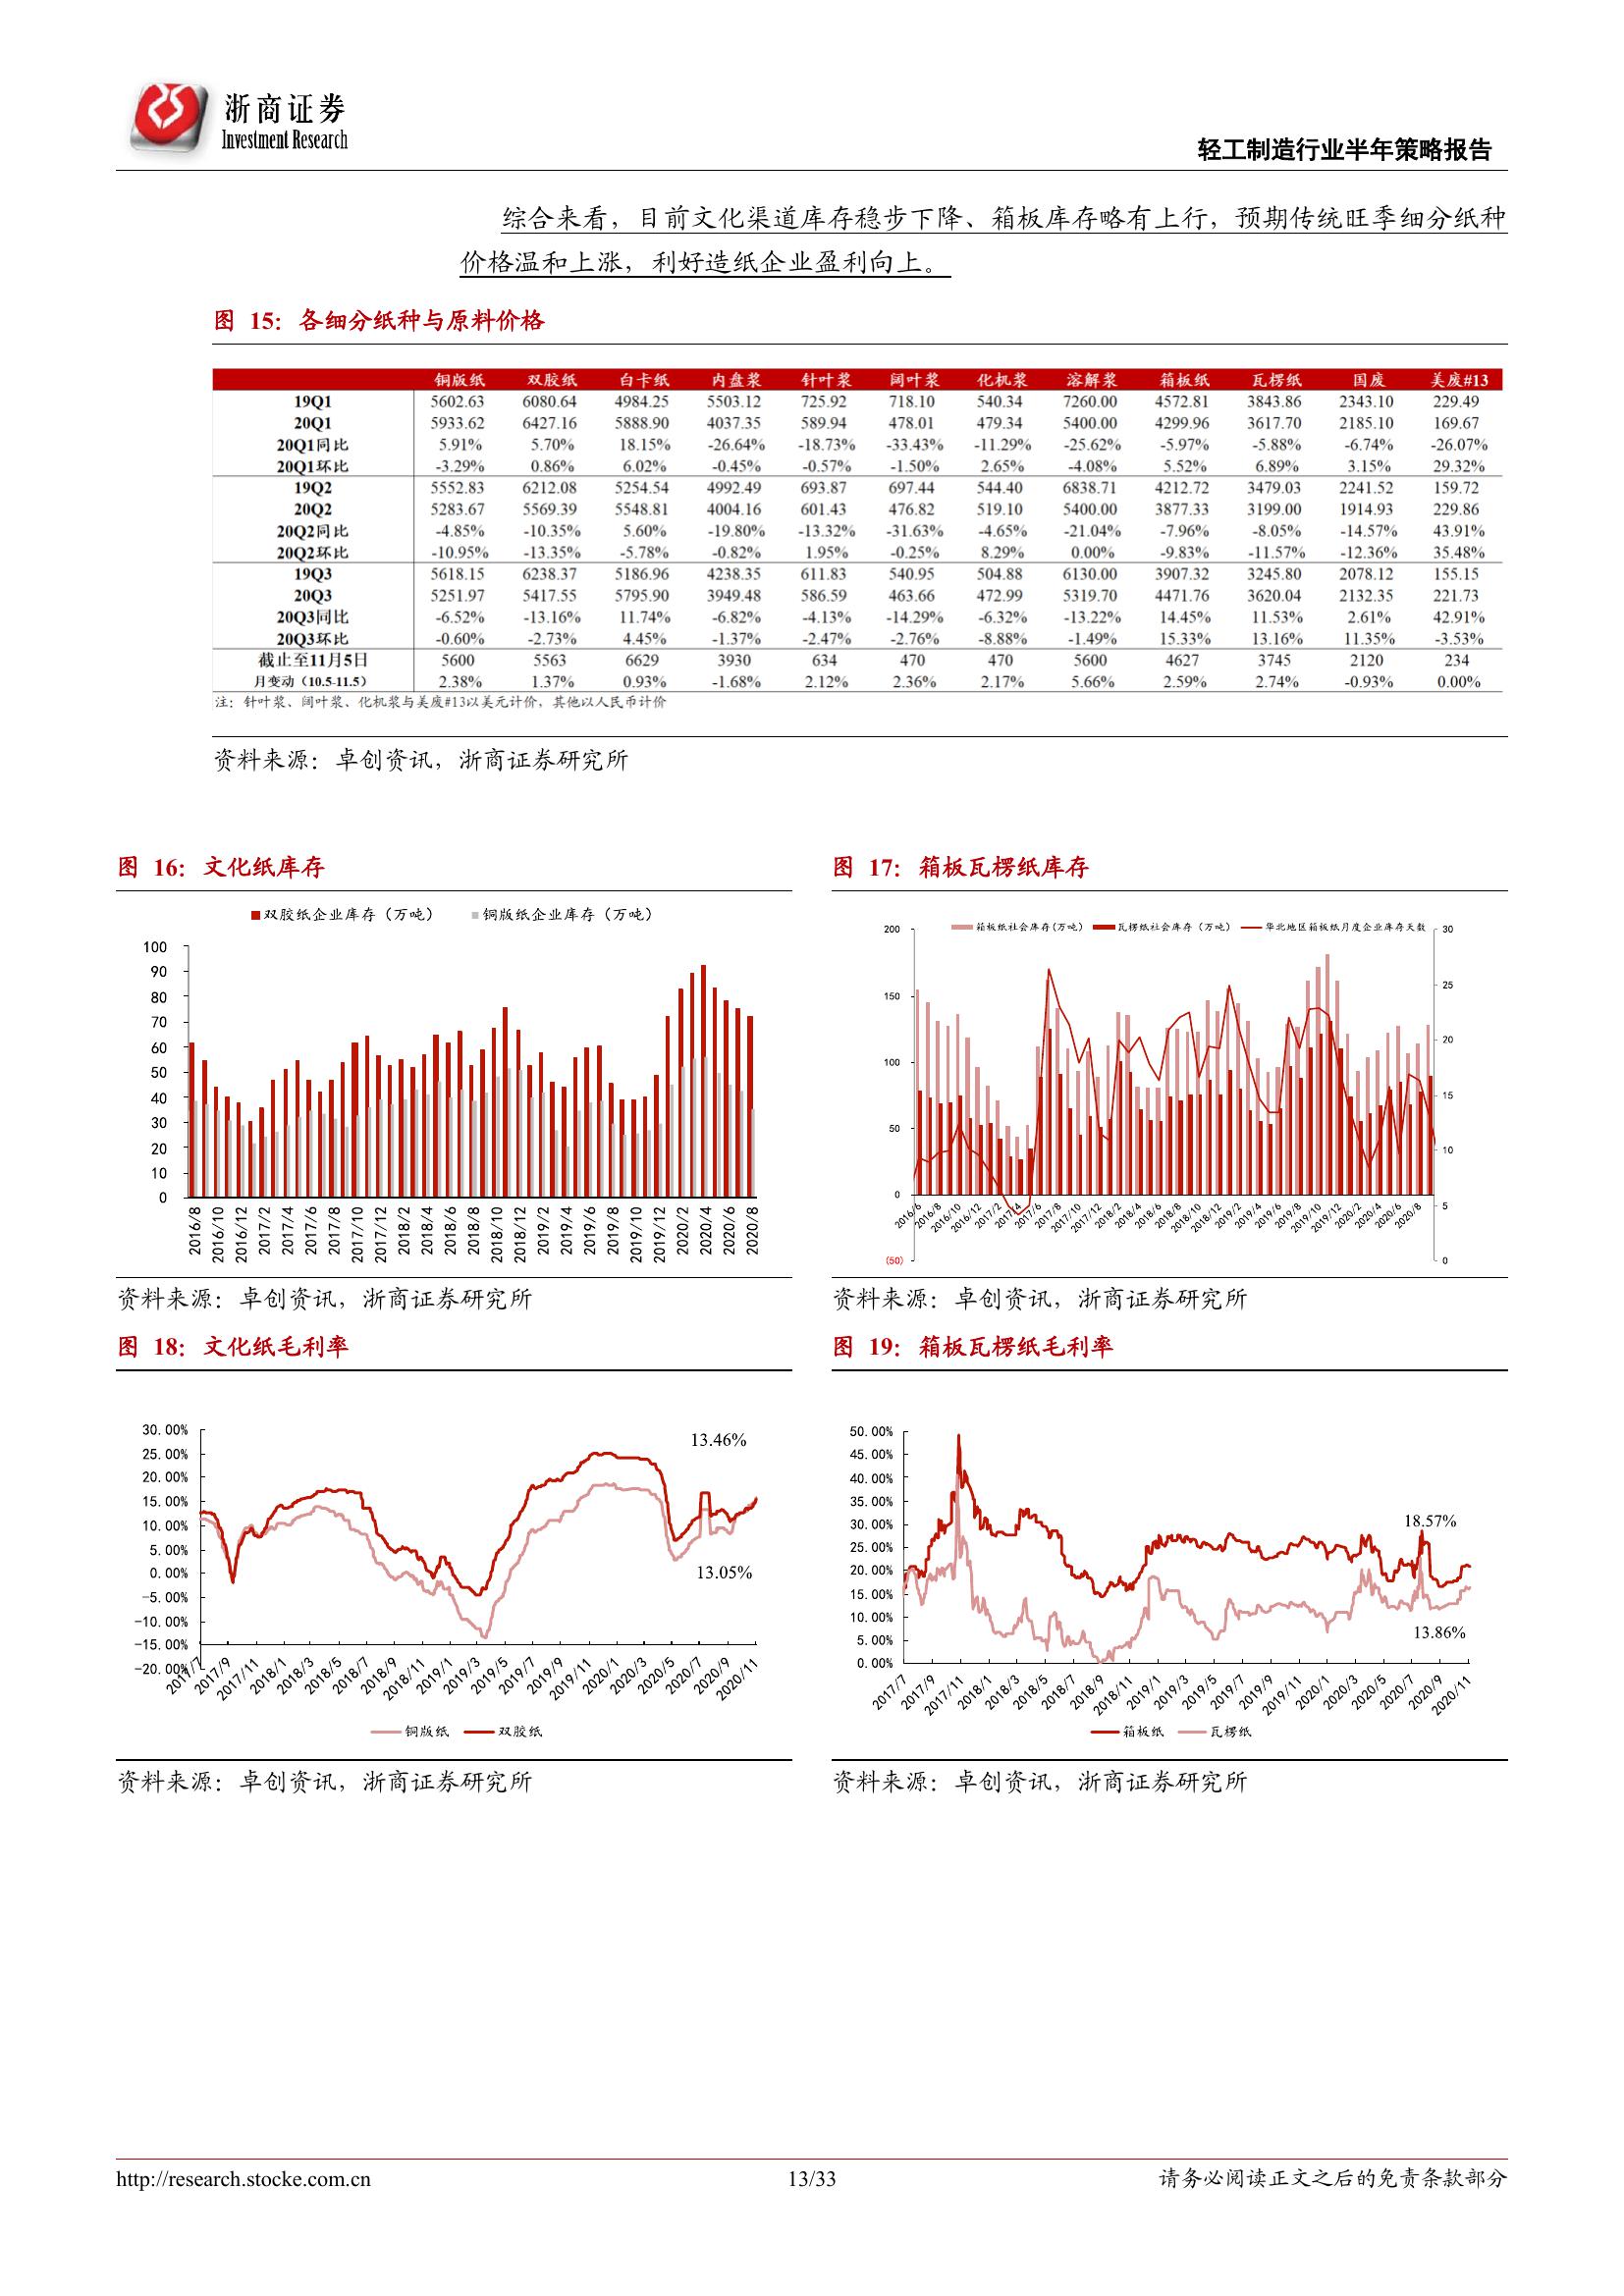 浙商证券
Investment Research
轻工制造行业半年策略报告
综合来看，目前文化渠道库存稳步下降、箱板库存略有上行，预期传统旺季细分纸种
价格温和上涨，利好造纸企业盈利向上。
图 15：各细分纸种与原料价格
铜版纸 双胶纸 白卡纸 内盘浆 针叶浆 阔叶浆 化机浆 溶解浆 箱板纸 瓦楞纸 国废 美废#13
19Q1 5602.63 6080.64 4984.25 5503.12 725.92 718.10 540.34 7260.00 4572.81 3843.86 2343.10 229.49
20Q1 5933.62 6427.16 5888.90 4037.35 589.94 478.01 479.34 5400.00 4299.96 3617.70 2185.10 169.67
20Q1同比 5.91% 5.70% 18.15% -26.64% -18.73% -33.43% -11.29% -25.62% -5.97% -5.88% -6.74% -26.07%
20Q1环比 -3.29% 0.86% 6.02% -0.45% -0.57% -1.50% 2.65% -4.08% 5.52% 6.89% 3.15% 29.32%
19Q2 5552.83 6212.08 5254.54 4992.49 693.87 697.44 544.40 6838.71 4212.72 3479.03 2241.52 159.72
20Q2 5283.67 5569.39 5548.81 4004.16 601.43 476.82 519.10 5400.00 3877.33 3199.00 1914.93 229.86
20Q2同比 -4.85% -10.35% 5.60% -19.80% -13.32% -31.63% -4.65% -21.04% -7.96% -8.05% -14.57% 43.91%
20Q2环比 -10.95% -13.35% -5.78% -0.82% 1.95% -0.25% 8.29% 0.00% -9.83% -11.57% -12.36% 35.48%
19Q3 5618.15 6238.37 5186.96 4238.35 611.83 540.95 504.88 6130.00 3907.32 3245.80 2078.12 155.15
20Q3 5251.97 5417.55 5795.90 3949.48 586.59 463.66 472.99 5319.70 4471.76 3620.04 2132.35 221.73
20Q3同比 -6.52% -13.16% 11.74% -6.82% -4.13% -14.29% -6.32% -13.22% 14.45% 11.53% 2.61% 42.91%
20Q3环比 -0.60% -2.73% 4.45% -1.37% -2.47% -2.76% -8.88% -1.49% 15.33% 13.16% 11.35% -3.53%
截止至11月5日 5600 5563 6629 3930 634 470 470 5600 4627 3745 2120 234
月变动（10.5-11.5） 2.38% 1.37% 0.93% -1.68% 2.12% 2.36% 2.17% 5.66% 2.59% 2.74% -0.93% 0.00%
注：针叶浆、阔叶浆、化机浆与美废#13以美元计价，其他以人民币计价
资料来源：卓创资讯，浙商证券研究所
图 16：文化纸库存
双胶纸企业库存（万吨） 铜版纸企业库存（万吨）
100
90
80
70
60
50
40
30
20
10
0
2016/8 2016/10 2016/12 2017/2 2017/4 2017/6 2017/8 2017/10 2017/12 2018/2 2018/4 2018/6 2018/8 2018/10 2018/12 2019/2 2019/4 2019/6 2019/8 2019/10 2019/12 2020/2 2020/4 2020/6 2020/8
资料来源：卓创资讯，浙商证券研究所
图 17：箱板瓦楞纸库存
箱板纸社会库存(万吨) 瓦楞纸社会库存（万吨） 华北地区箱板纸月度企业库存天数
200
150
100
50
0
(50)
30
25
20
15
10
5
0
2016/6 2016/8 2016/10 2016/12 2017/2 2017/4 2017/6 2017/8 2017/10 2017/12 2018/2 2018/4 2018/6 2018/8 2018/10 2018/12 2019/2 2019/4 2019/6 2019/8 2019/10 2019/12 2020/2 2020/4 2020/6 2020/8
资料来源：卓创资讯，浙商证券研究所
图 18：文化纸毛利率
30.00%
25.00%
20.00%
15.00%
10.00%
5.00%
0.00%
-5.00%
-10.00%
-15.00%
-20.00%
13.46%
13.05%
2017/7 2017/9 2017/11 2018/1 2018/3 2018/5 2018/7 2018/9 2018/11 2019/1 2019/3 2019/5 2019/7 2019/9 2019/11 2020/1 2020/3 2020/5 2020/7 2020/9 2020/11
铜版纸 双胶纸
资料来源：卓创资讯，浙商证券研究所
图 19：箱板瓦楞纸毛利率
50.00%
45.00%
40.00%
35.00%
30.00%
25.00%
20.00%
15.00%
10.00%
5.00%
0.00%
18.57%
13.86%
2017/7 2017/9 2017/11 2018/1 2018/3 2018/5 2018/7 2018/9 2018/11 2019/1 2019/3 2019/5 2019/7 2019/9 2019/11 2020/1 2020/3 2020/5 2020/7 2020/9 2020/11
箱板纸 瓦楞纸
资料来源：卓创资讯，浙商证券研究所
http://research.stocke.com.cn
13/33
请务必阅读正文之后的免责条款部分